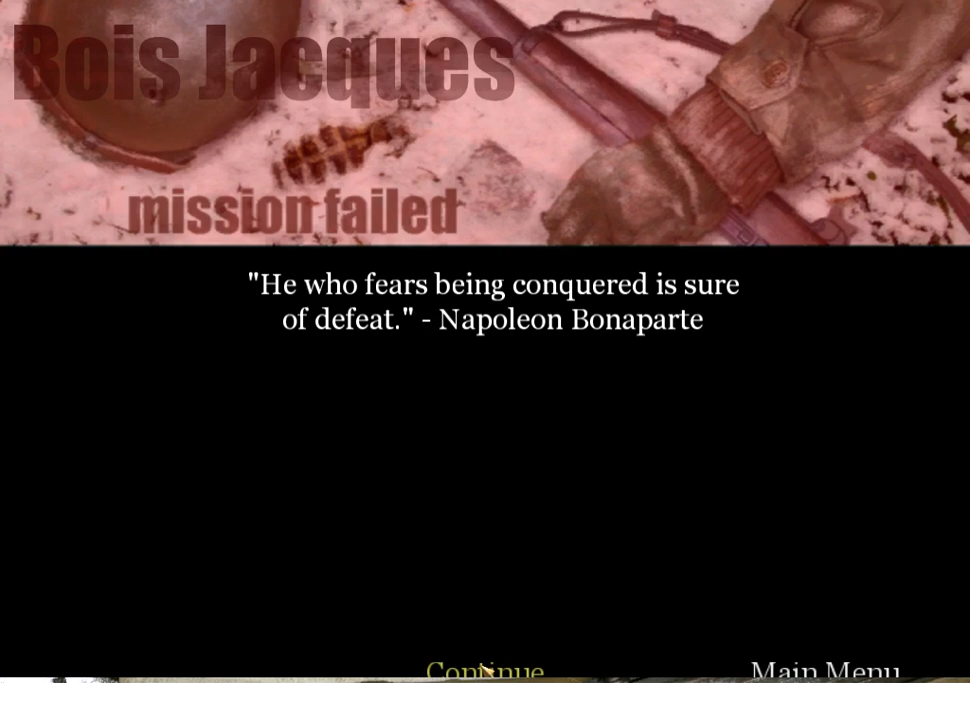 Bois Jacques
mission failed
"He who fears being conquered is sure
of defeat." - Napoleon Bonaparte
Continue
Main Menu